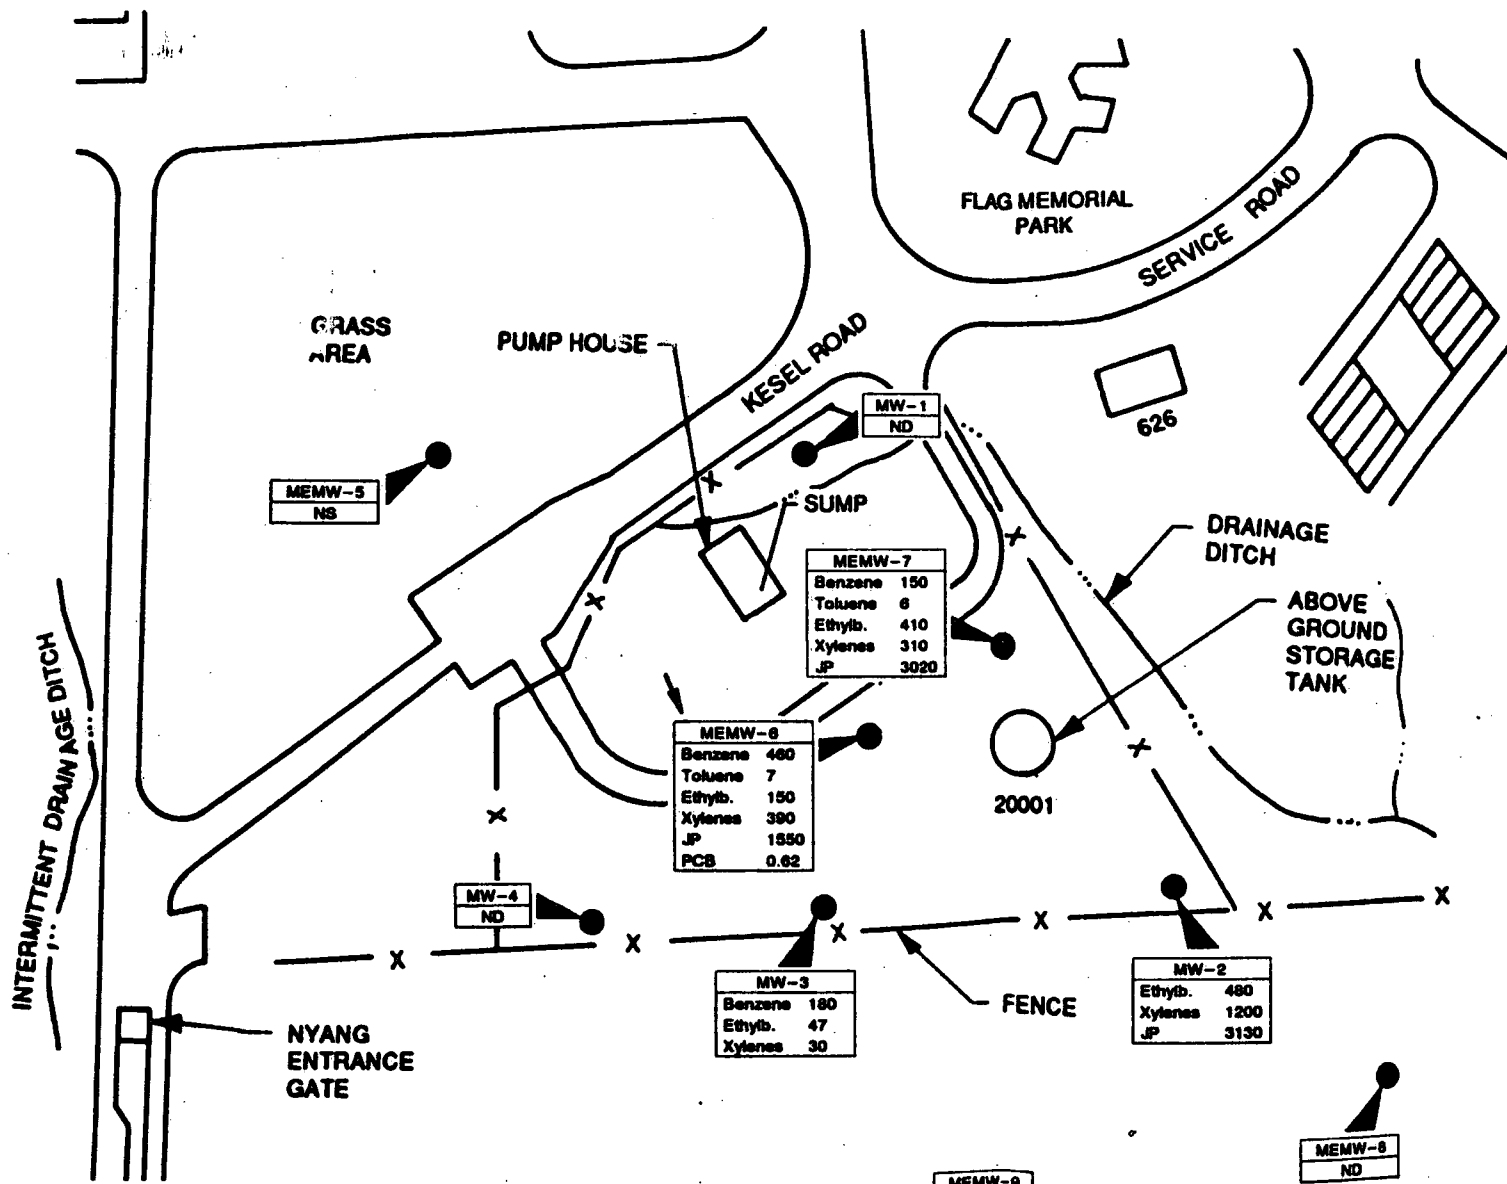 FLAG MEMORIAL
PARK
SERVICE ROAD
GRASS
AREA
PUMP HOUSE
KESEL ROAD
MW-1
ND
626
MEMW-5
NS
SUMP
DRAINAGE
DITCH
MEMW-7
Benzene 150
Toluene 6
Ethylb. 410
Xylenes 310
JP 3020
ABOVE
GROUND
STORAGE
TANK
INTERMITTENT DRAINAGE DITCH
MEMW-6
Benzene 460
Toluene 7
Ethylb. 150
Xylenes 390
JP 1550
PCB 0.62
20001
MW-4
ND
MW-3
Benzene 180
Ethylb. 47
Xylenes 30
FENCE
MW-2
Ethylb. 480
Xylenes 1200
JP 3130
NYANG
ENTRANCE
GATE
MEMW-8
ND
MEMW-9